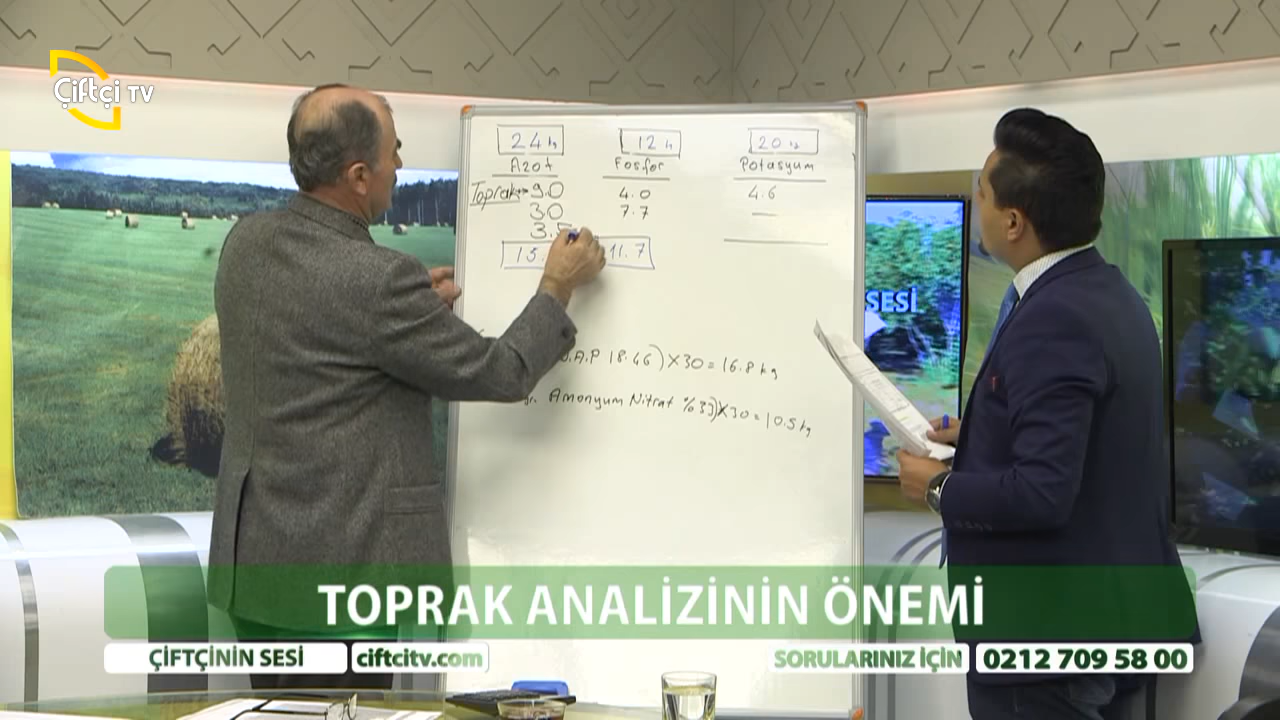 Çiftçi TV
24 kg 12 k 20 kg
Azot Fosfor Potasyum
Toprak 9.0 4.0 4.6
30 7.7 —
11.7
18.46) X30 = 16.8 kg
Amonyum Nitrat %33) X30 = 10.5 kg
SESİ
TOPRAK ANALİZİNİN ÖNEMİ
ÇİFTÇİNİN SESİ ciftcitv.com SORULARINIZ İÇİN 0212 709 58 00